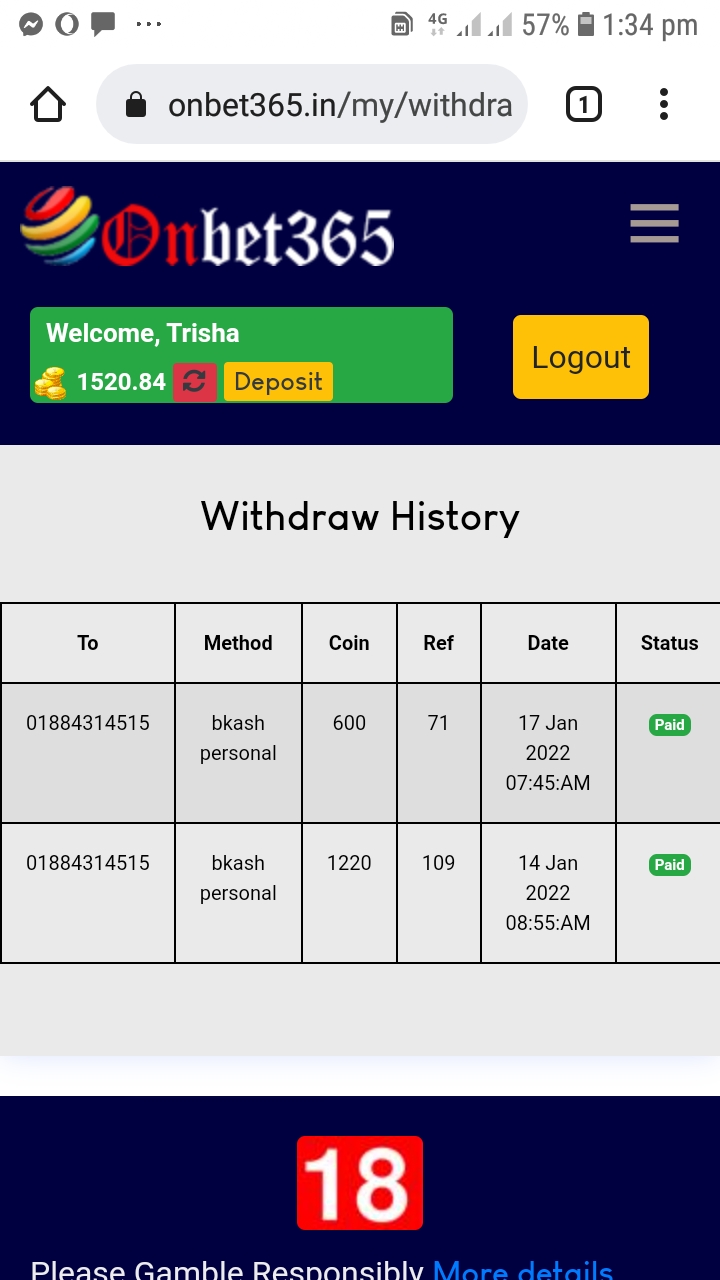 4G 57% 1:34 pm
onbet365.in/my/withdra 1
Onbet365
Welcome, Trisha
1520.84 Deposit
Logout
Withdraw History
To Method Coin Ref Date Status
01884314515 bkash personal 600 71 17 Jan 2022 07:45:AM Paid
01884314515 bkash personal 1220 109 14 Jan 2022 08:55:AM Paid
18
Please Gamble Responsibly More details